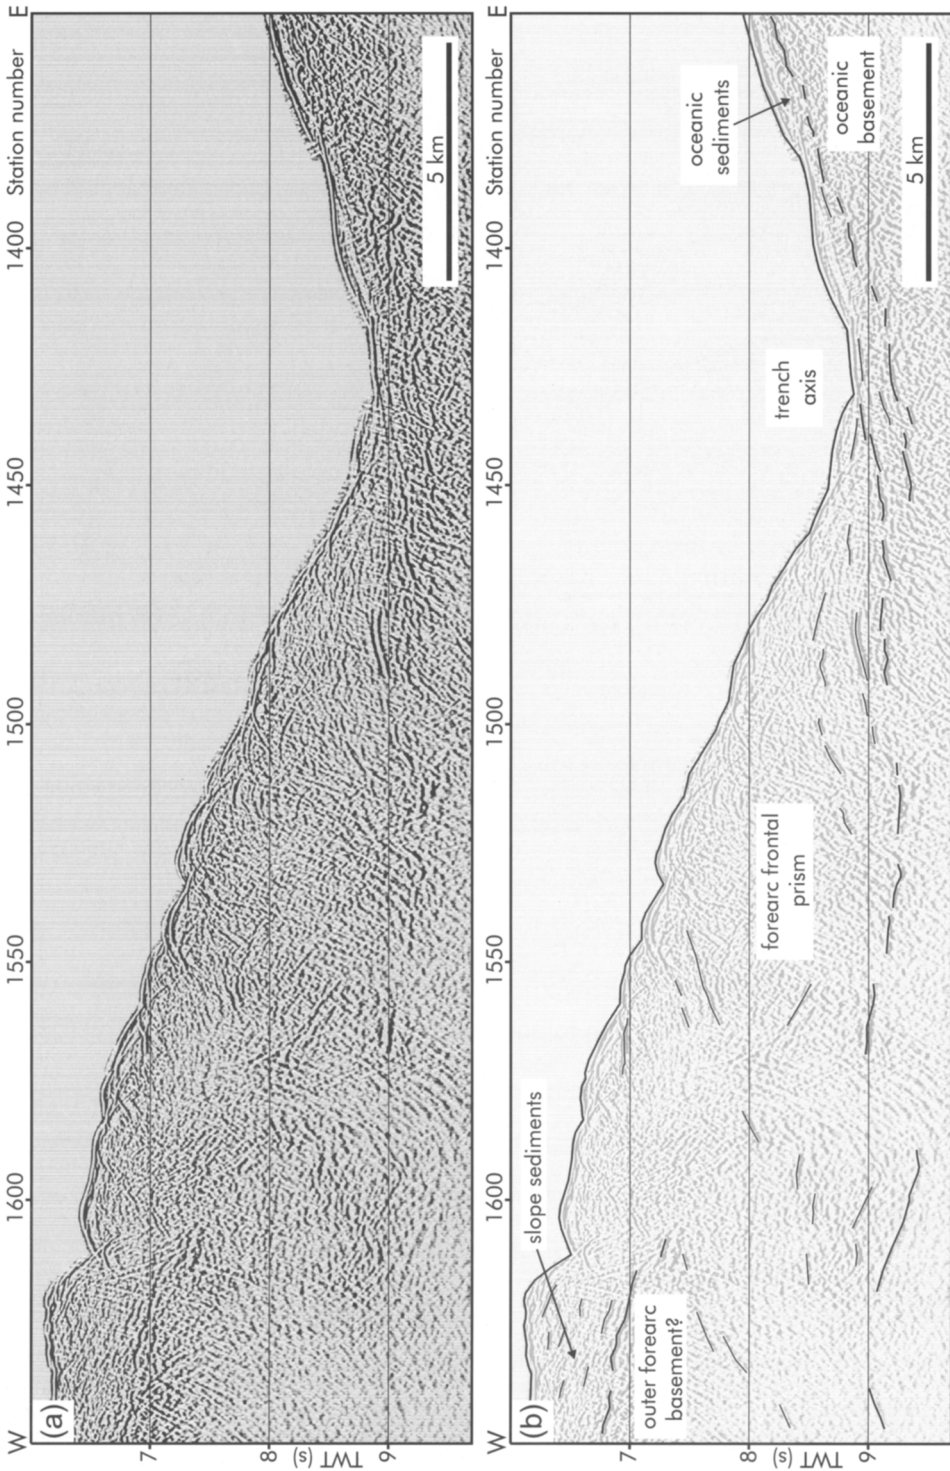 (a)
W
1600
1550
1500
1450
1400
Station number
E
7
8
9
TWT (s)
5 km
(b)
W
1600
1550
1500
1450
1400
Station number
E
7
8
9
TWT (s)
slope sediments
outer forearc
basement?
forearc frontal
prism
trench
axis
oceanic
sediments
oceanic
basement
5 km